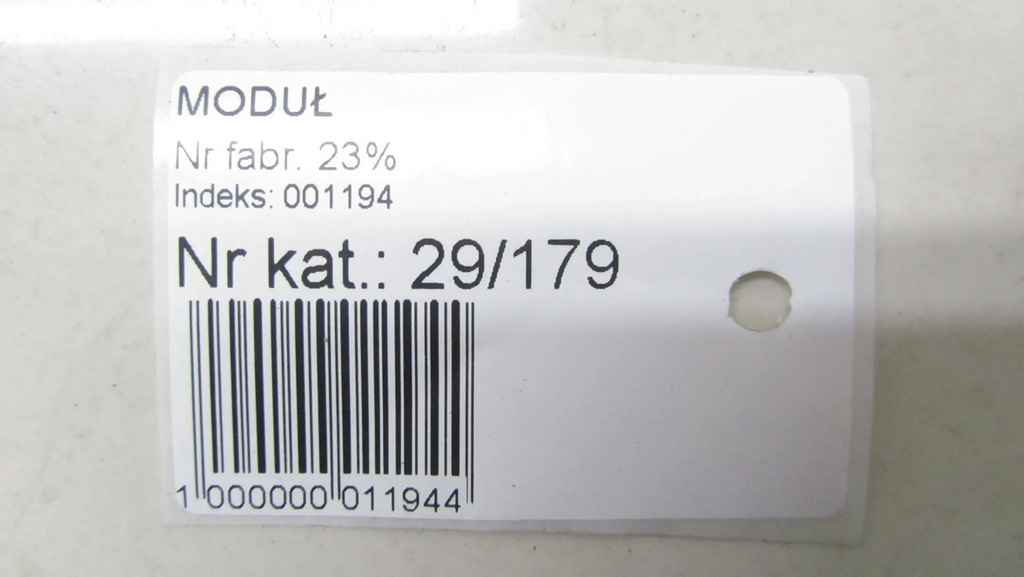 MODUŁ
Nr fabr. 23%
Indeks: 001194
Nr kat.: 29/179
1 000000 011944